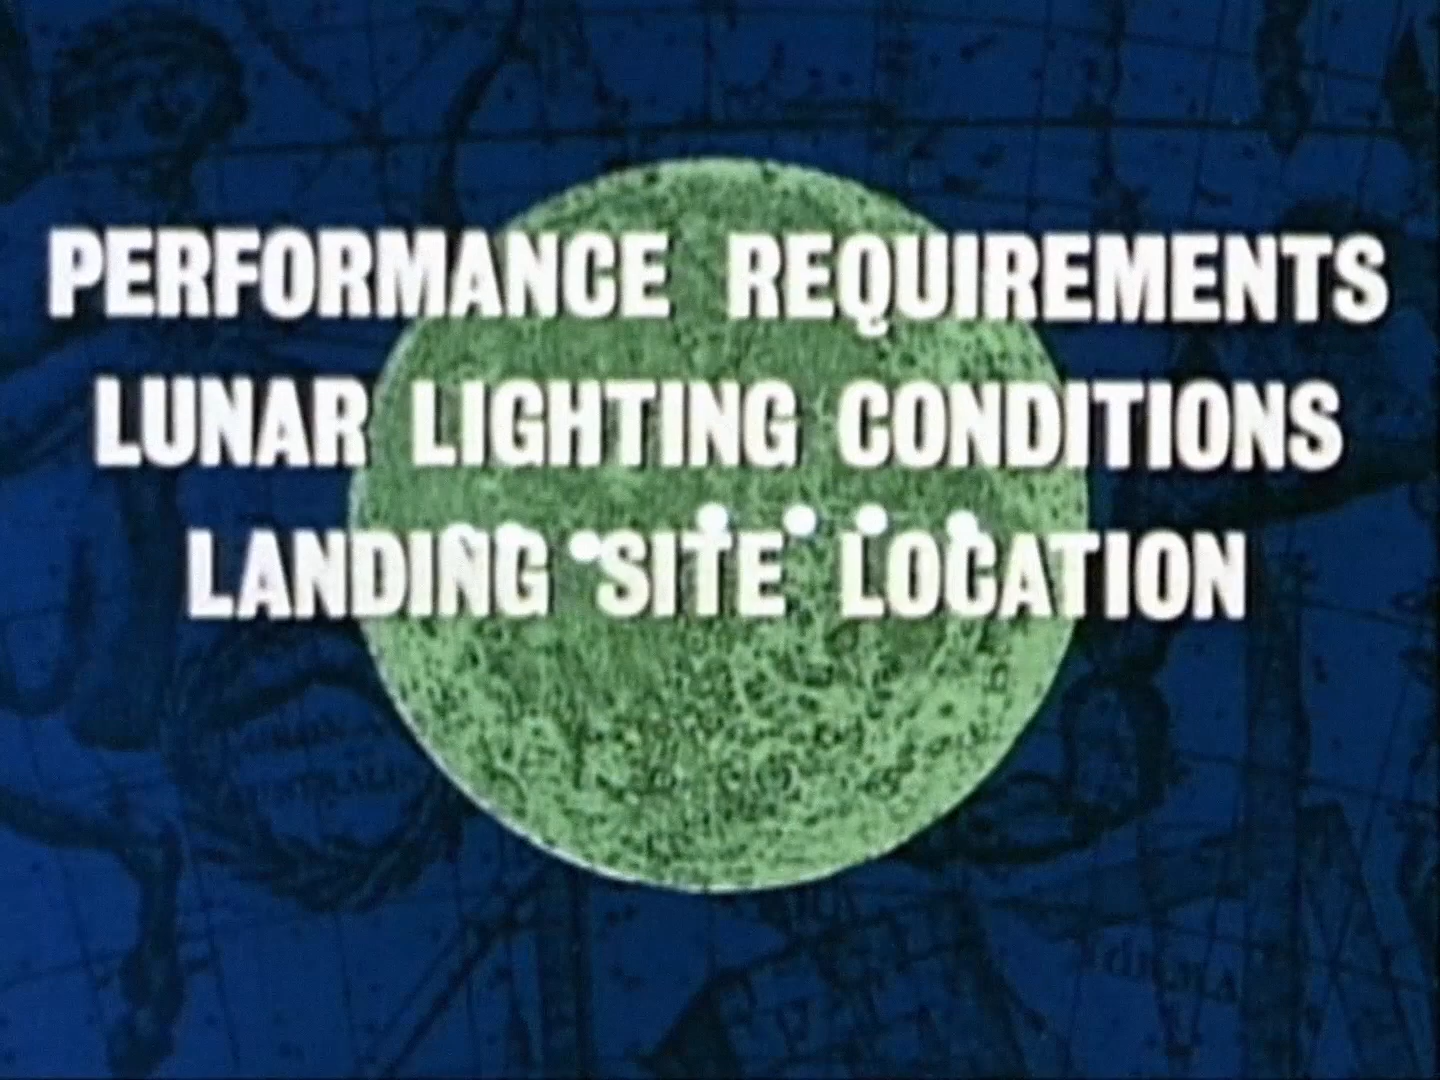 PERFORMANCE REQUIREMENTS
LUNAR LIGHTING CONDITIONS
LANDING SITE LOCATION